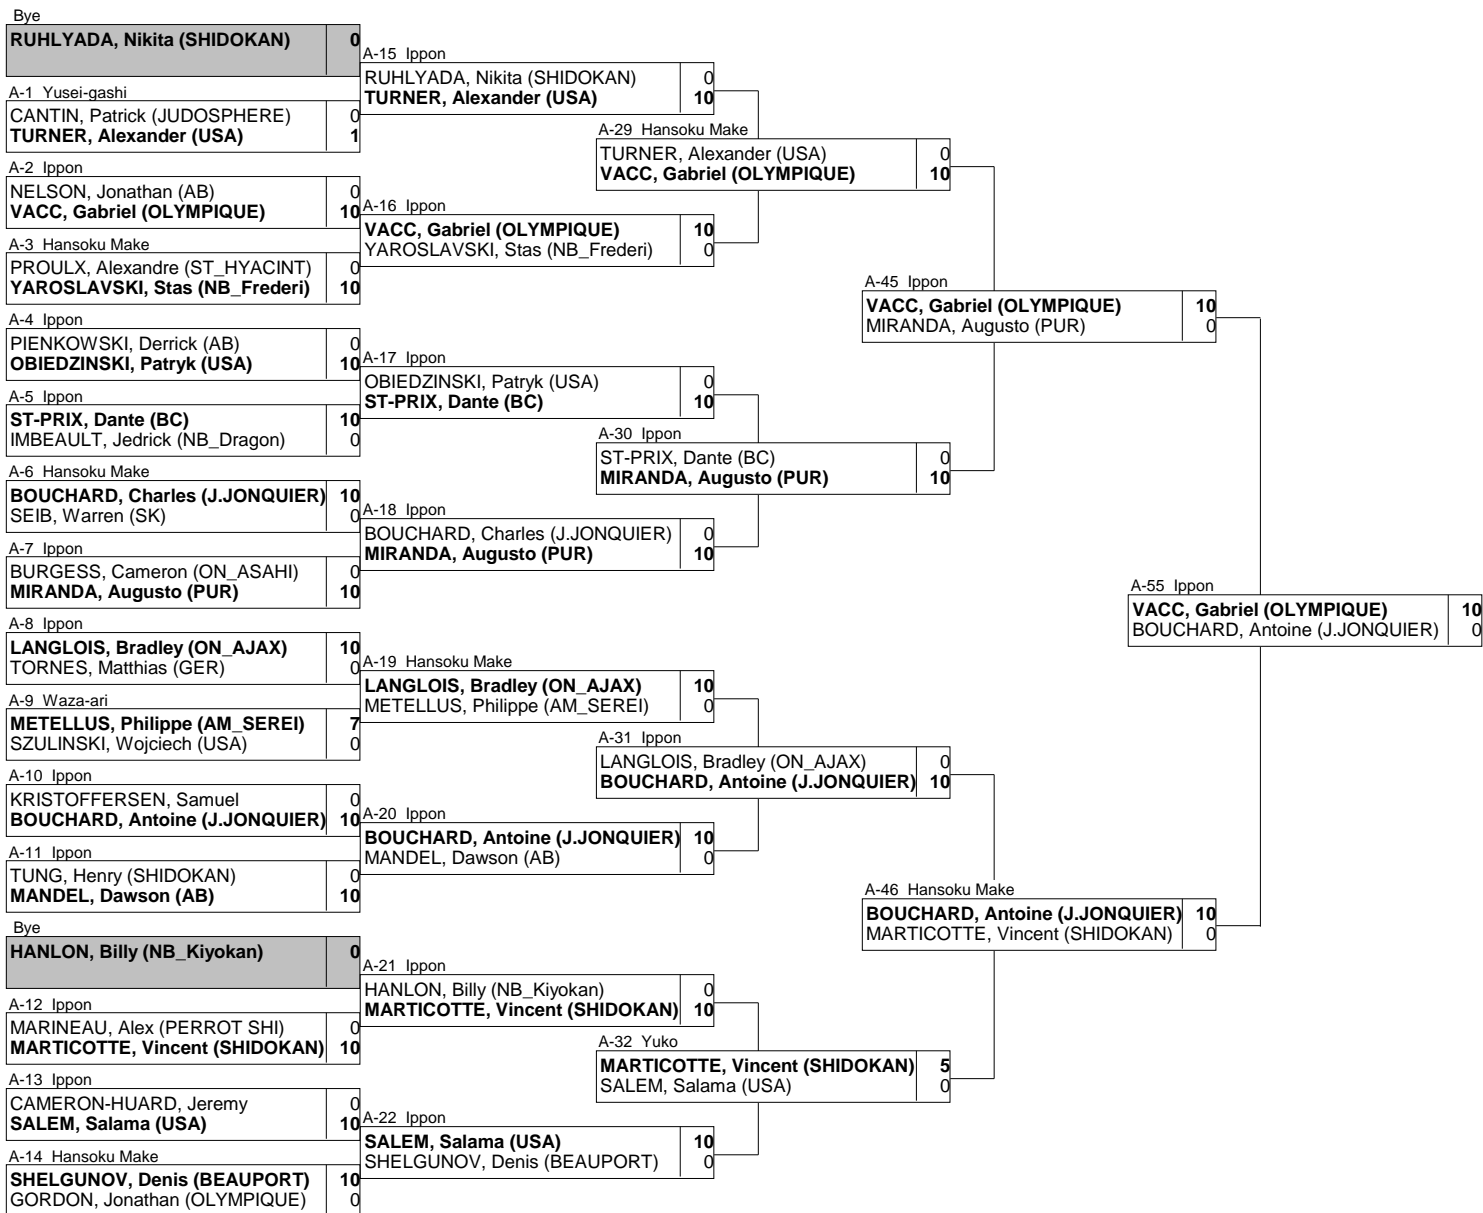 Bye
RUHLYADA, Nikita (SHIDOKAN) 0
A-1 Yusei-gashi
CANTIN, Patrick (JUDOSPHERE) 0
TURNER, Alexander (USA) 1
A-2 Ippon
NELSON, Jonathan (AB) 0
VACC, Gabriel (OLYMPIQUE) 10
A-3 Hansoku Make
PROULX, Alexandre (ST_HYACINT) 0
YAROSLAVSKI, Stas (NB_Frederi) 10
A-4 Ippon
PIENKOWSKI, Derrick (AB) 0
OBIEDZINSKI, Patryk (USA) 10
A-5 Ippon
ST-PRIX, Dante (BC) 10
IMBEAULT, Jedrick (NB_Dragon) 0
A-6 Hansoku Make
BOUCHARD, Charles (J.JONQUIER) 10
SEIB, Warren (SK) 0
A-7 Ippon
BURGESS, Cameron (ON_ASAHI) 0
MIRANDA, Augusto (PUR) 10
A-8 Ippon
LANGLOIS, Bradley (ON_AJAX) 10
TORNES, Matthias (GER) 0
A-9 Waza-ari
METELLUS, Philippe (AM_SEREI) 7
SZULINSKI, Wojciech (USA) 0
A-10 Ippon
KRISTOFFERSEN, Samuel 0
BOUCHARD, Antoine (J.JONQUIER) 10
A-11 Ippon
TUNG, Henry (SHIDOKAN) 0
MANDEL, Dawson (AB) 10
Bye
HANLON, Billy (NB_Kiyokan) 0
A-12 Ippon
MARINEAU, Alex (PERROT SHI) 0
MARTICOTTE, Vincent (SHIDOKAN) 10
A-13 Ippon
CAMERON-HUARD, Jeremy 0
SALEM, Salama (USA) 10
A-14 Hansoku Make
SHELGUNOV, Denis (BEAUPORT) 10
GORDON, Jonathan (OLYMPIQUE) 0
A-15 Ippon
RUHLYADA, Nikita (SHIDOKAN) 0
TURNER, Alexander (USA) 10
A-16 Ippon
VACC, Gabriel (OLYMPIQUE) 10
YAROSLAVSKI, Stas (NB_Frederi) 0
A-17 Ippon
OBIEDZINSKI, Patryk (USA) 0
ST-PRIX, Dante (BC) 10
A-18 Ippon
BOUCHARD, Charles (J.JONQUIER) 0
MIRANDA, Augusto (PUR) 10
A-19 Hansoku Make
LANGLOIS, Bradley (ON_AJAX) 10
METELLUS, Philippe (AM_SEREI) 0
A-20 Ippon
BOUCHARD, Antoine (J.JONQUIER) 10
MANDEL, Dawson (AB) 0
A-21 Ippon
HANLON, Billy (NB_Kiyokan) 0
MARTICOTTE, Vincent (SHIDOKAN) 10
A-22 Ippon
SALEM, Salama (USA) 10
SHELGUNOV, Denis (BEAUPORT) 0
A-29 Hansoku Make
TURNER, Alexander (USA) 0
VACC, Gabriel (OLYMPIQUE) 10
A-30 Ippon
ST-PRIX, Dante (BC) 0
MIRANDA, Augusto (PUR) 10
A-31 Ippon
LANGLOIS, Bradley (ON_AJAX) 0
BOUCHARD, Antoine (J.JONQUIER) 10
A-32 Yuko
MARTICOTTE, Vincent (SHIDOKAN) 5
SALEM, Salama (USA) 0
A-45 Ippon
VACC, Gabriel (OLYMPIQUE) 10
MIRANDA, Augusto (PUR) 0
A-46 Hansoku Make
BOUCHARD, Antoine (J.JONQUIER) 10
MARTICOTTE, Vincent (SHIDOKAN) 0
A-55 Ippon
VACC, Gabriel (OLYMPIQUE) 10
BOUCHARD, Antoine (J.JONQUIER) 0